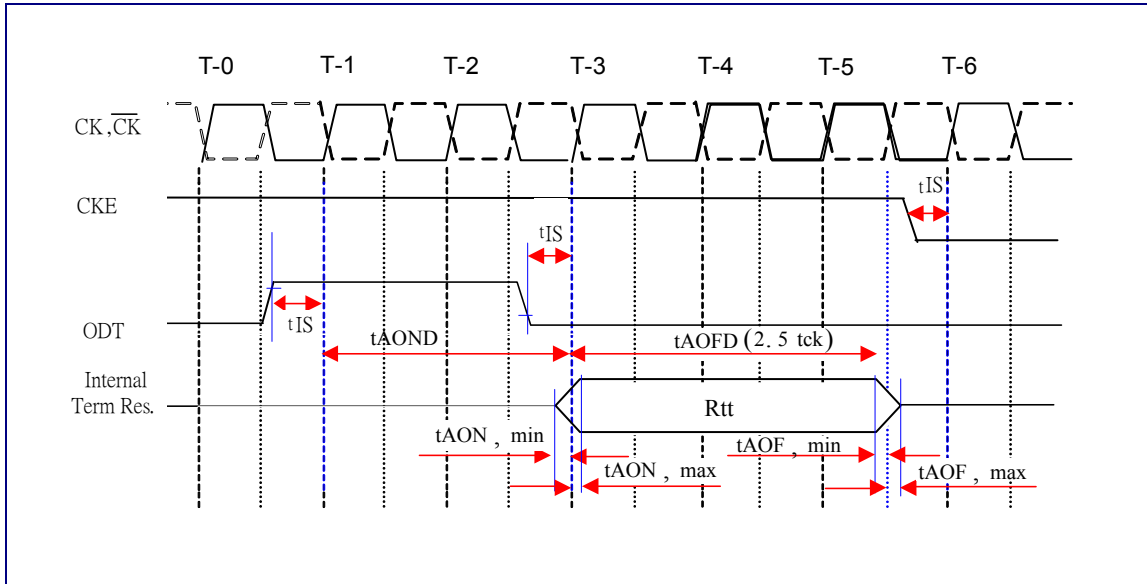 T-0 T-1 T-2 T-3 T-4 T-5 T-6
CK,C̅K̅
CKE
tIS
tIS
tIS
ODT
tAOND
tAOFD (2. 5 tck)
Internal
Term Res.
Rtt
tAON , min
tAOF , min
tAON , max
tAOF , max